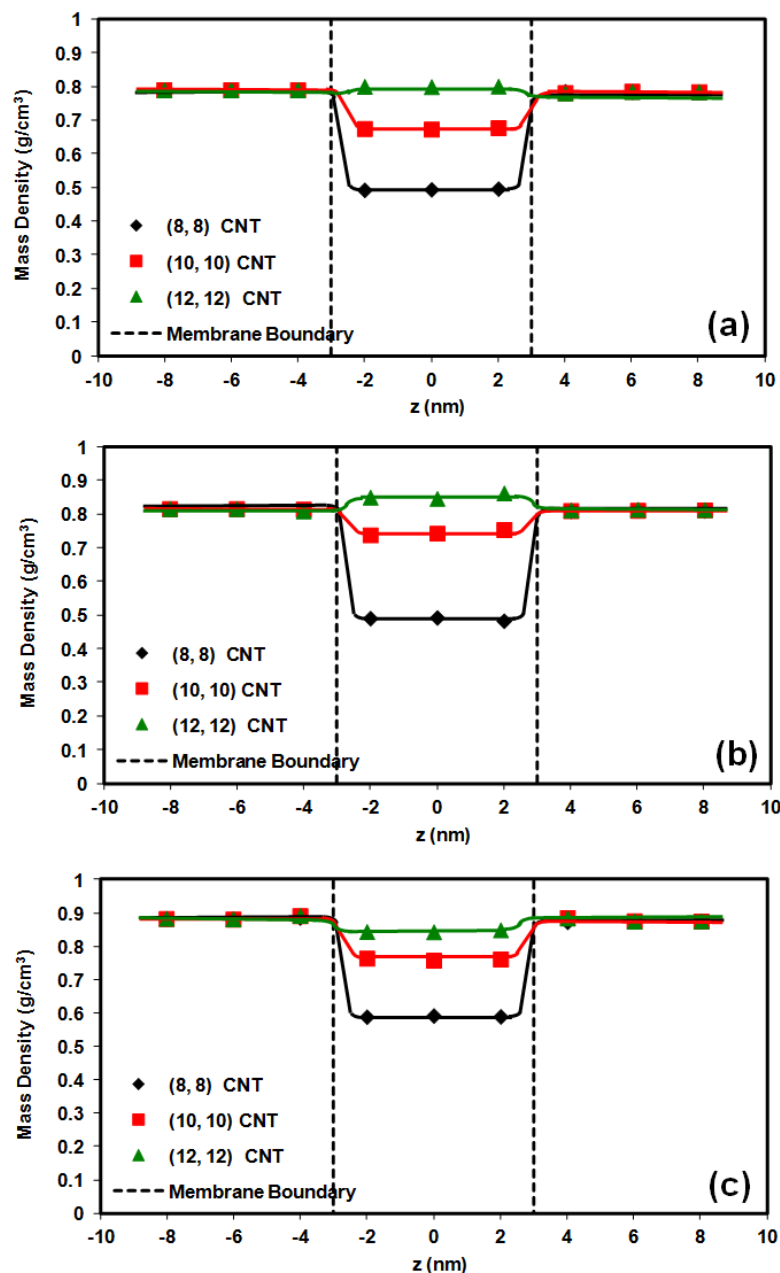 1
0.9
0.8
0.7
0.6
0.5
0.4
0.3
0.2
0.1
0
Mass Density (g/cm³)
(8, 8) CNT
(10, 10) CNT
(12, 12) CNT
Membrane Boundary
(a)
-10 -8 -6 -4 -2 0 2 4 6 8 10
z (nm)
1
0.9
0.8
0.7
0.6
0.5
0.4
0.3
0.2
0.1
0
Mass Density (g/cm³)
(8, 8) CNT
(10, 10) CNT
(12, 12) CNT
Membrane Boundary
(b)
-10 -8 -6 -4 -2 0 2 4 6 8 10
z (nm)
1
0.9
0.8
0.7
0.6
0.5
0.4
0.3
0.2
0.1
0
Mass Density (g/cm³)
(8, 8) CNT
(10, 10) CNT
(12, 12) CNT
Membrane Boundary
(c)
-10 -8 -6 -4 -2 0 2 4 6 8 10
z (nm)